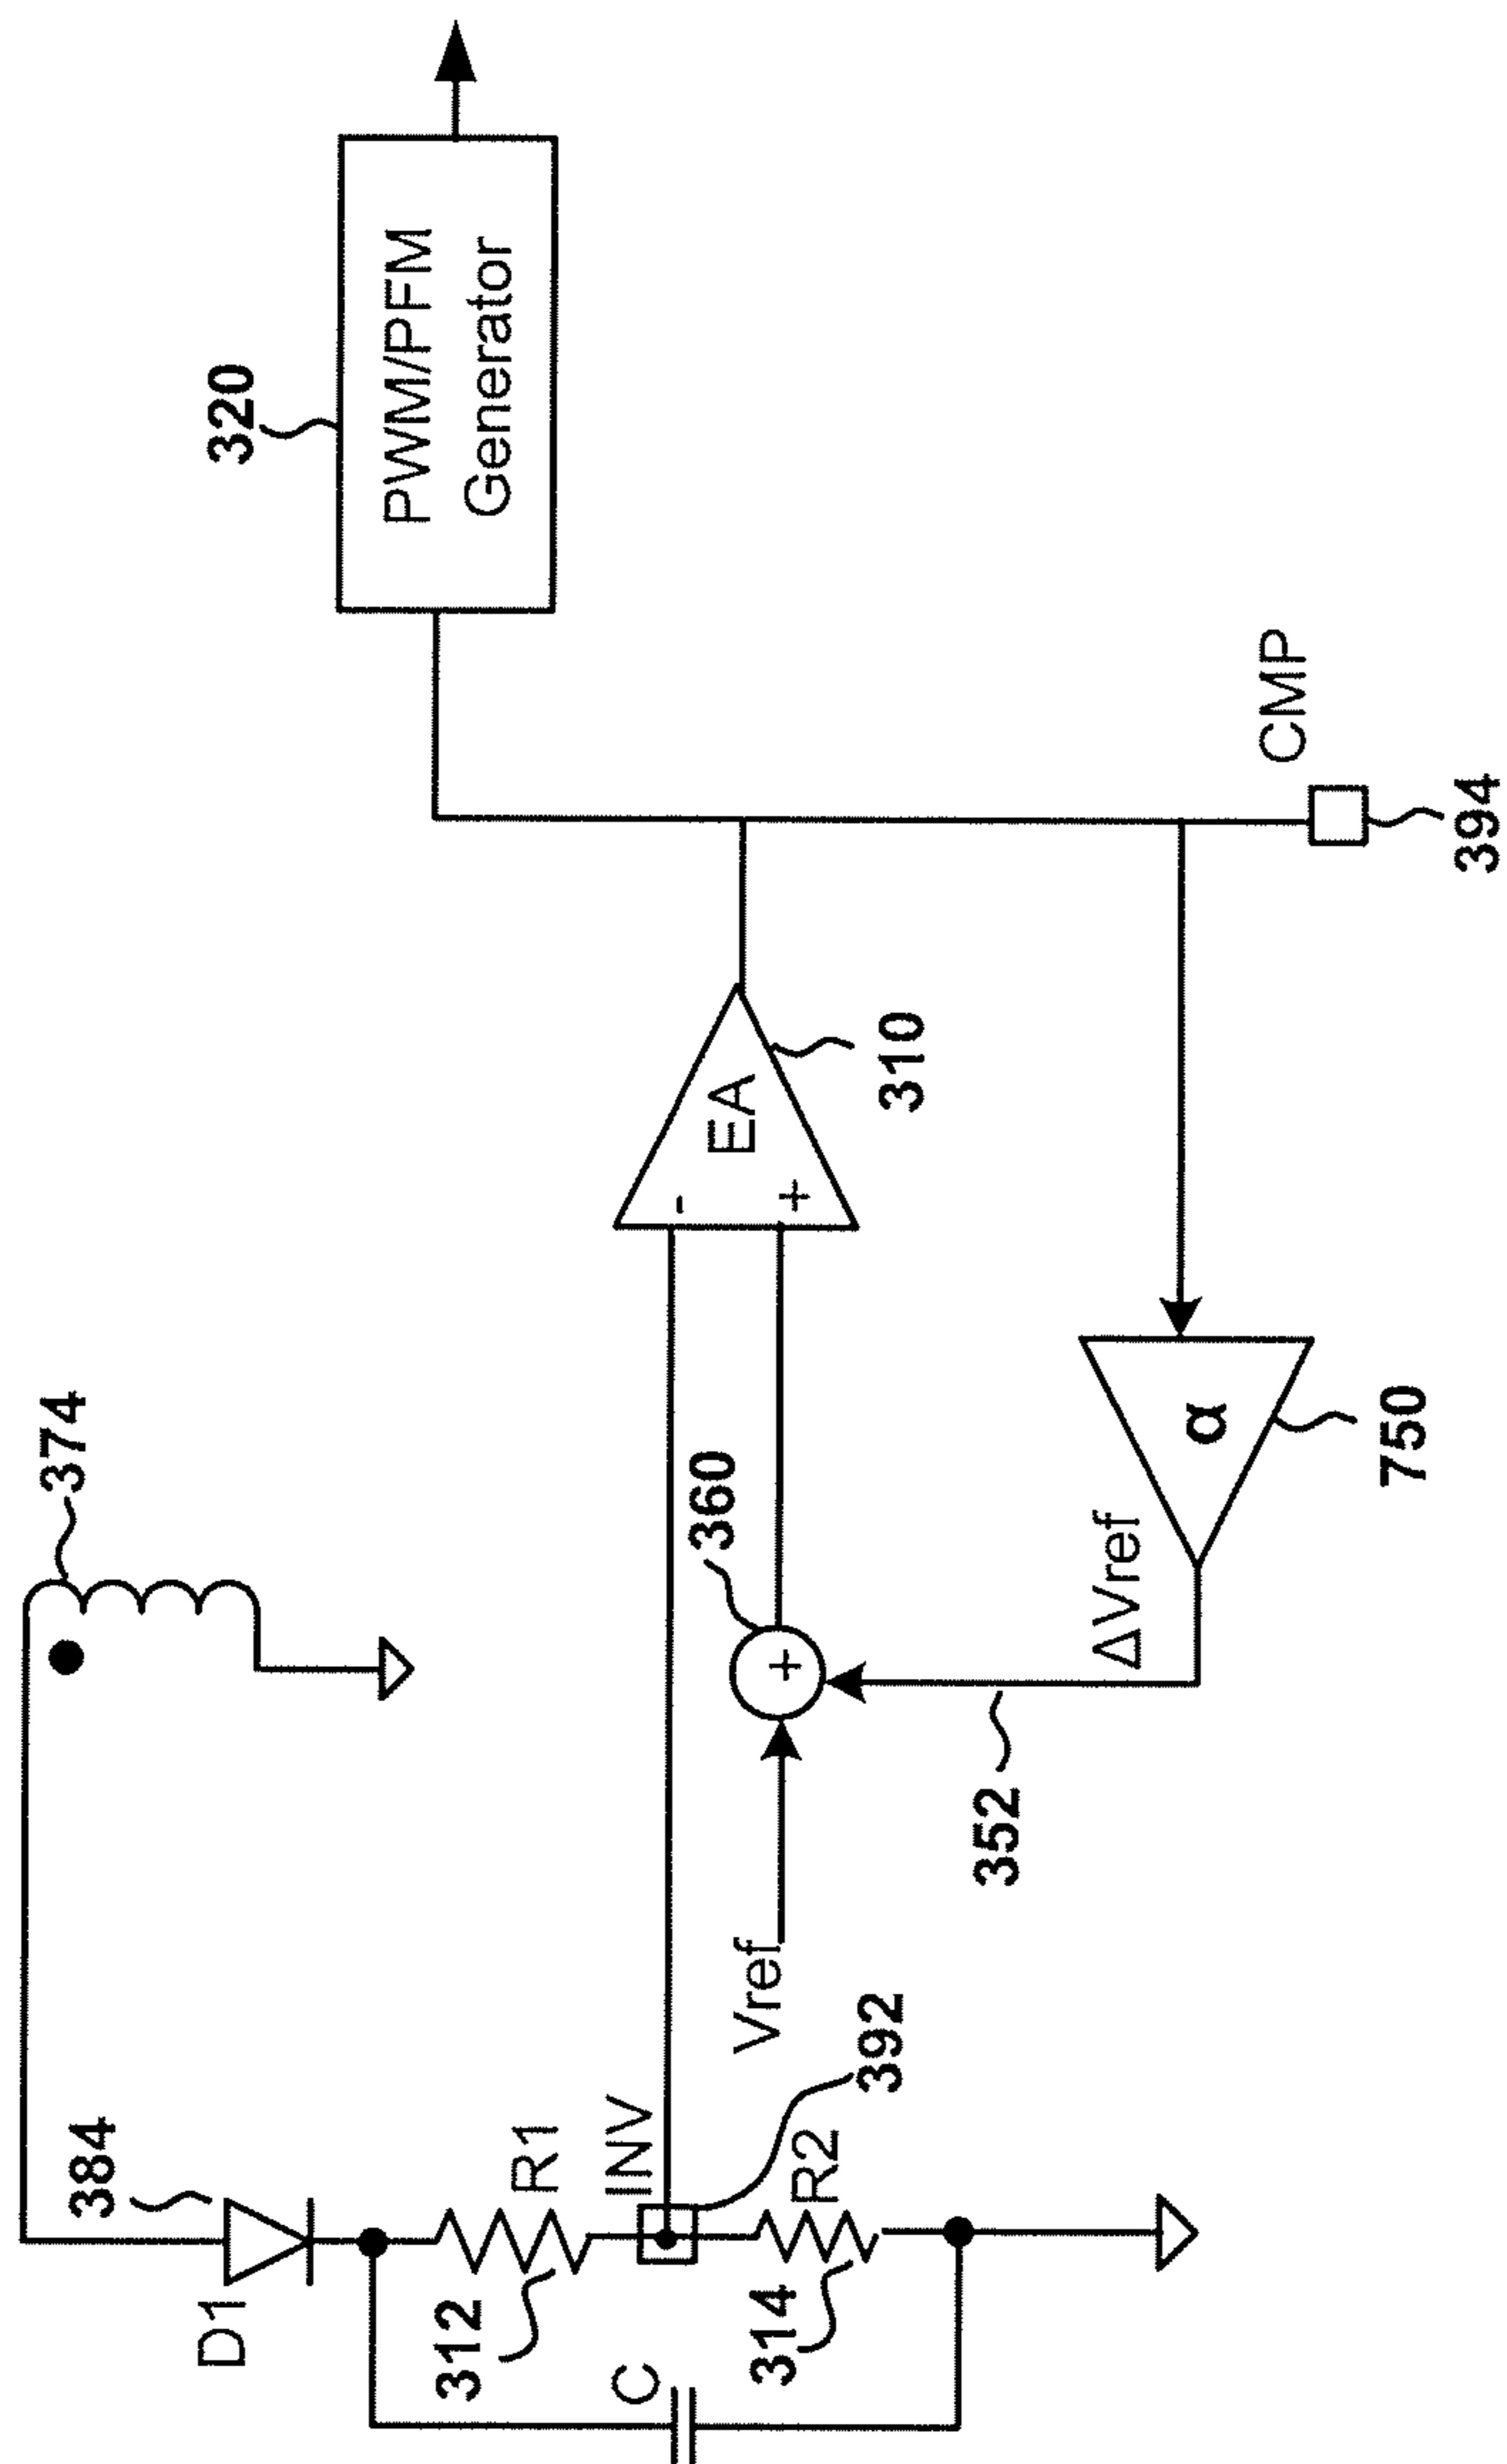 374
384
D1
R1
312
INV
C
392
R2
314
Vref
360
352
ΔVref
α
750
-
+
EA
310
+
320
PWM/PFM
Generator
CMP
394